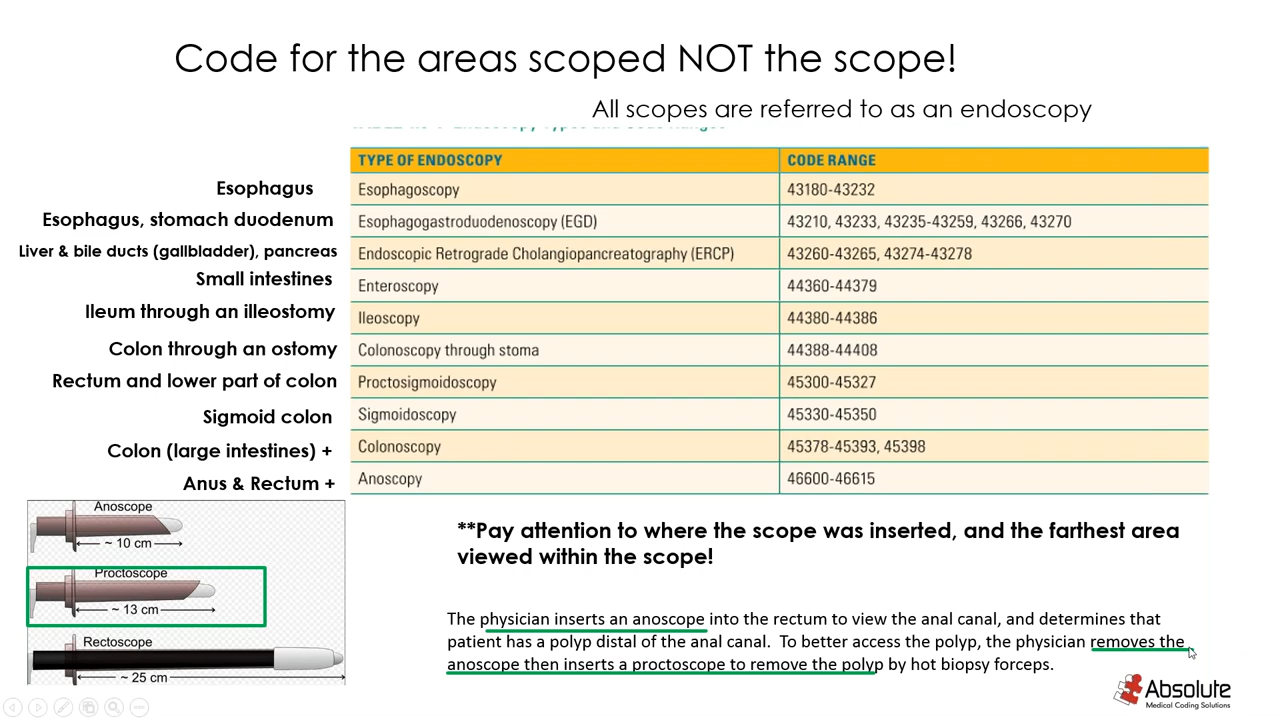 Code for the areas scoped NOT the scope!
All scopes are referred to as an endoscopy
TYPE OF ENDOSCOPY CODE RANGE
Esophagus Esophagoscopy 43180-43232
Esophagus, stomach duodenum Esophagogastroduodenoscopy (EGD) 43210, 43233, 43235-43259, 43266, 43270
Liver & bile ducts (gallbladder), pancreas Endoscopic Retrograde Cholangiopancreatography (ERCP) 43260-43265, 43274-43278
Small intestines Enteroscopy 44360-44379
Ileum through an illeostomy Ileoscopy 44380-44386
Colon through an ostomy Colonoscopy through stoma 44388-44408
Rectum and lower part of colon Proctosigmoidoscopy 45300-45327
Sigmoid colon Sigmoidoscopy 45330-45350
Colon (large intestines) + Colonoscopy 45378-45393, 45398
Anus & Rectum + Anoscopy 46600-46615
Anoscope
~ 10 cm
Proctoscope
~ 13 cm
Rectoscope
~ 25 cm
**Pay attention to where the scope was inserted, and the farthest area
viewed within the scope!
The physician inserts an anoscope into the rectum to view the anal canal, and determines that
patient has a polyp distal of the anal canal. To better access the polyp, the physician removes the
anoscope then inserts a proctoscope to remove the polyp by hot biopsy forceps.
Absolute
Medical Coding Solutions